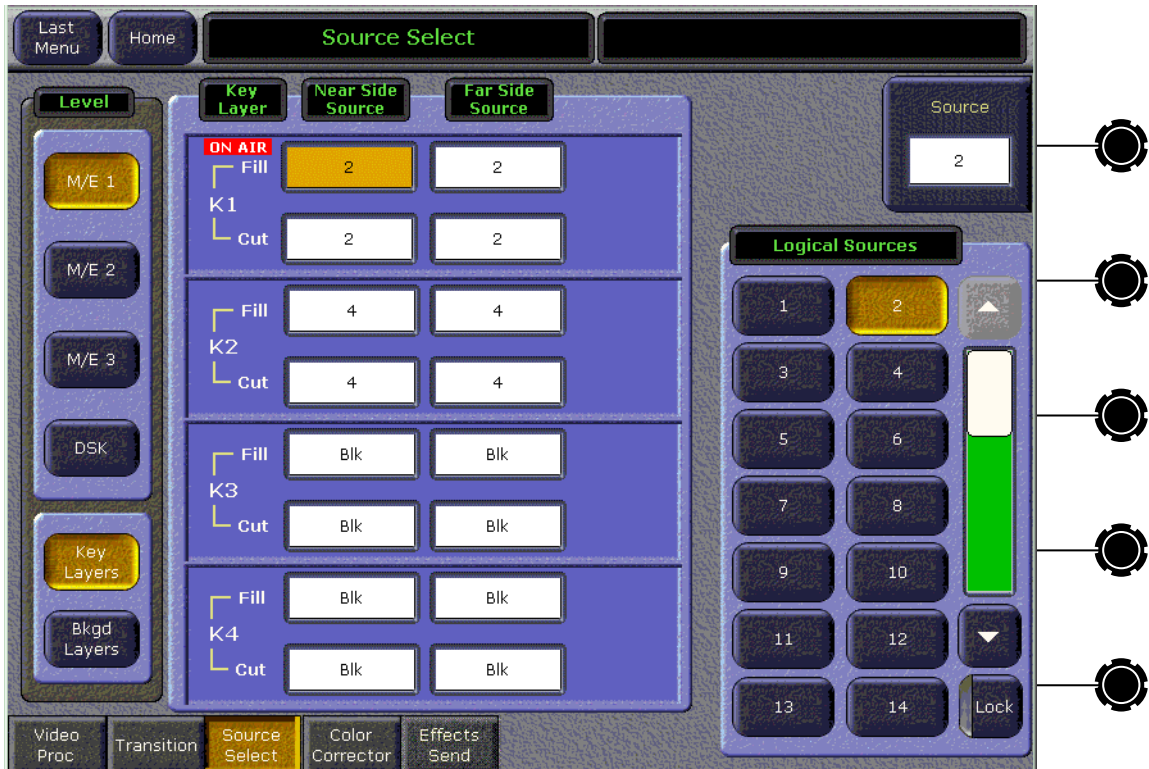 Last
Menu
Home
Source Select
Level
Key
Layer
Near Side
Source
Far Side
Source
Source
2
M/E 1
M/E 2
M/E 3
DSK
Key
Layers
Bkgd
Layers
ON AIR
Fill
2
2
K1
Cut
2
2
Fill
4
4
K2
Cut
4
4
Fill
Blk
Blk
K3
Cut
Blk
Blk
Fill
Blk
Blk
K4
Cut
Blk
Blk
Logical Sources
1
2
3
4
5
6
7
8
9
10
11
12
13
14
Lock
Video
Proc
Transition
Source
Select
Color
Corrector
Effects
Send